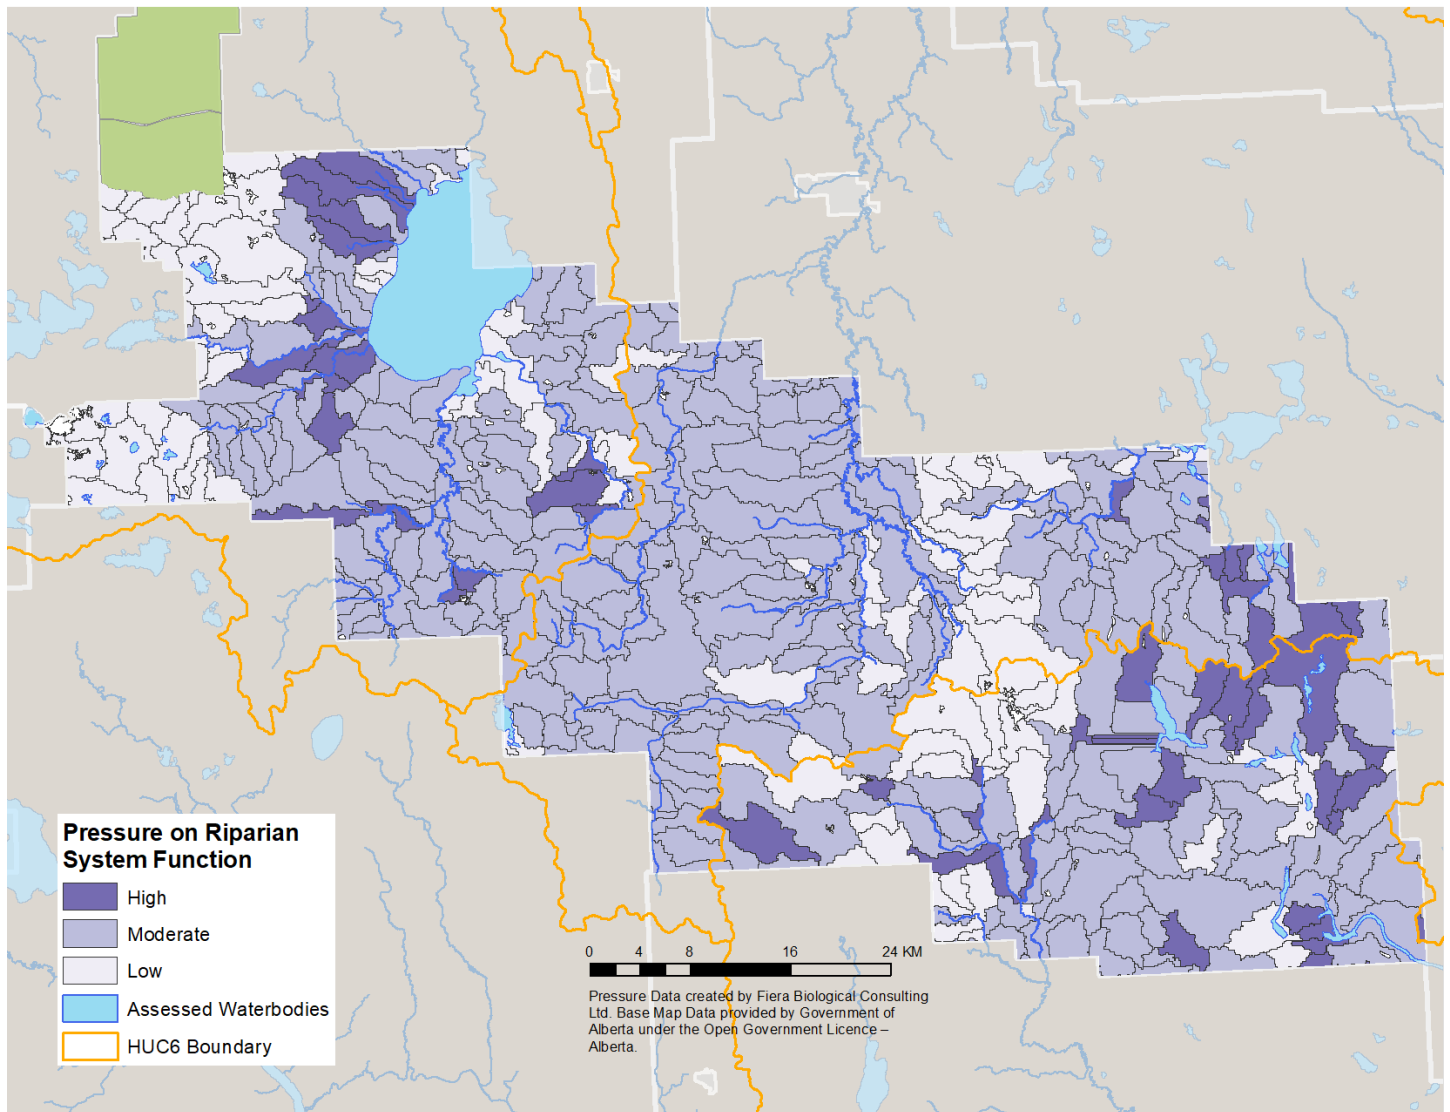 Pressure on Riparian
System Function
High
Moderate
Low
Assessed Waterbodies
HUC6 Boundary
0 4 8 16 24 KM
Pressure Data created by Fiera Biological Consulting
Ltd. Base Map Data provided by Government of
Alberta under the Open Government Licence –
Alberta.